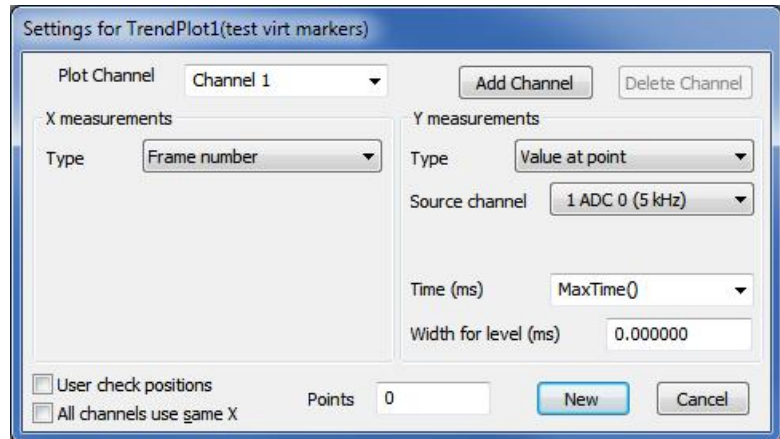 Settings for TrendPlot1(test virt markers)
Plot Channel Channel 1 Add Channel Delete Channel
X measurements Y measurements
Type Frame number Type Value at point
Source channel 1 ADC 0 (5 kHz)
Time (ms) MaxTime()
Width for level (ms) 0.000000
User check positions
All channels use same X
Points 0 New Cancel